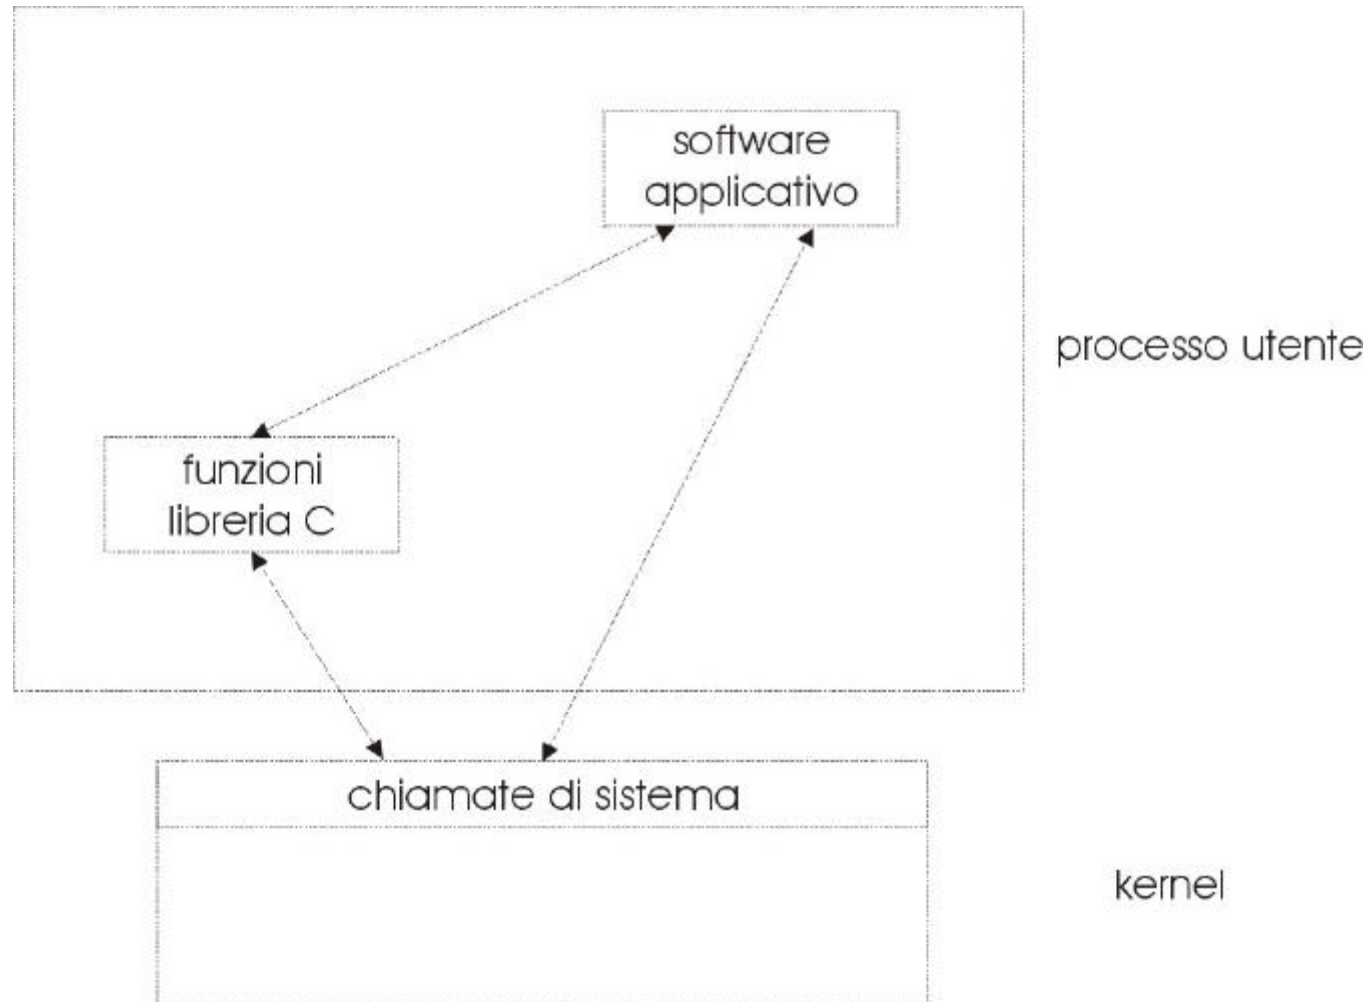 software
applicativo
processo utente
funzioni
libreria C
chiamate di sistema
kernel